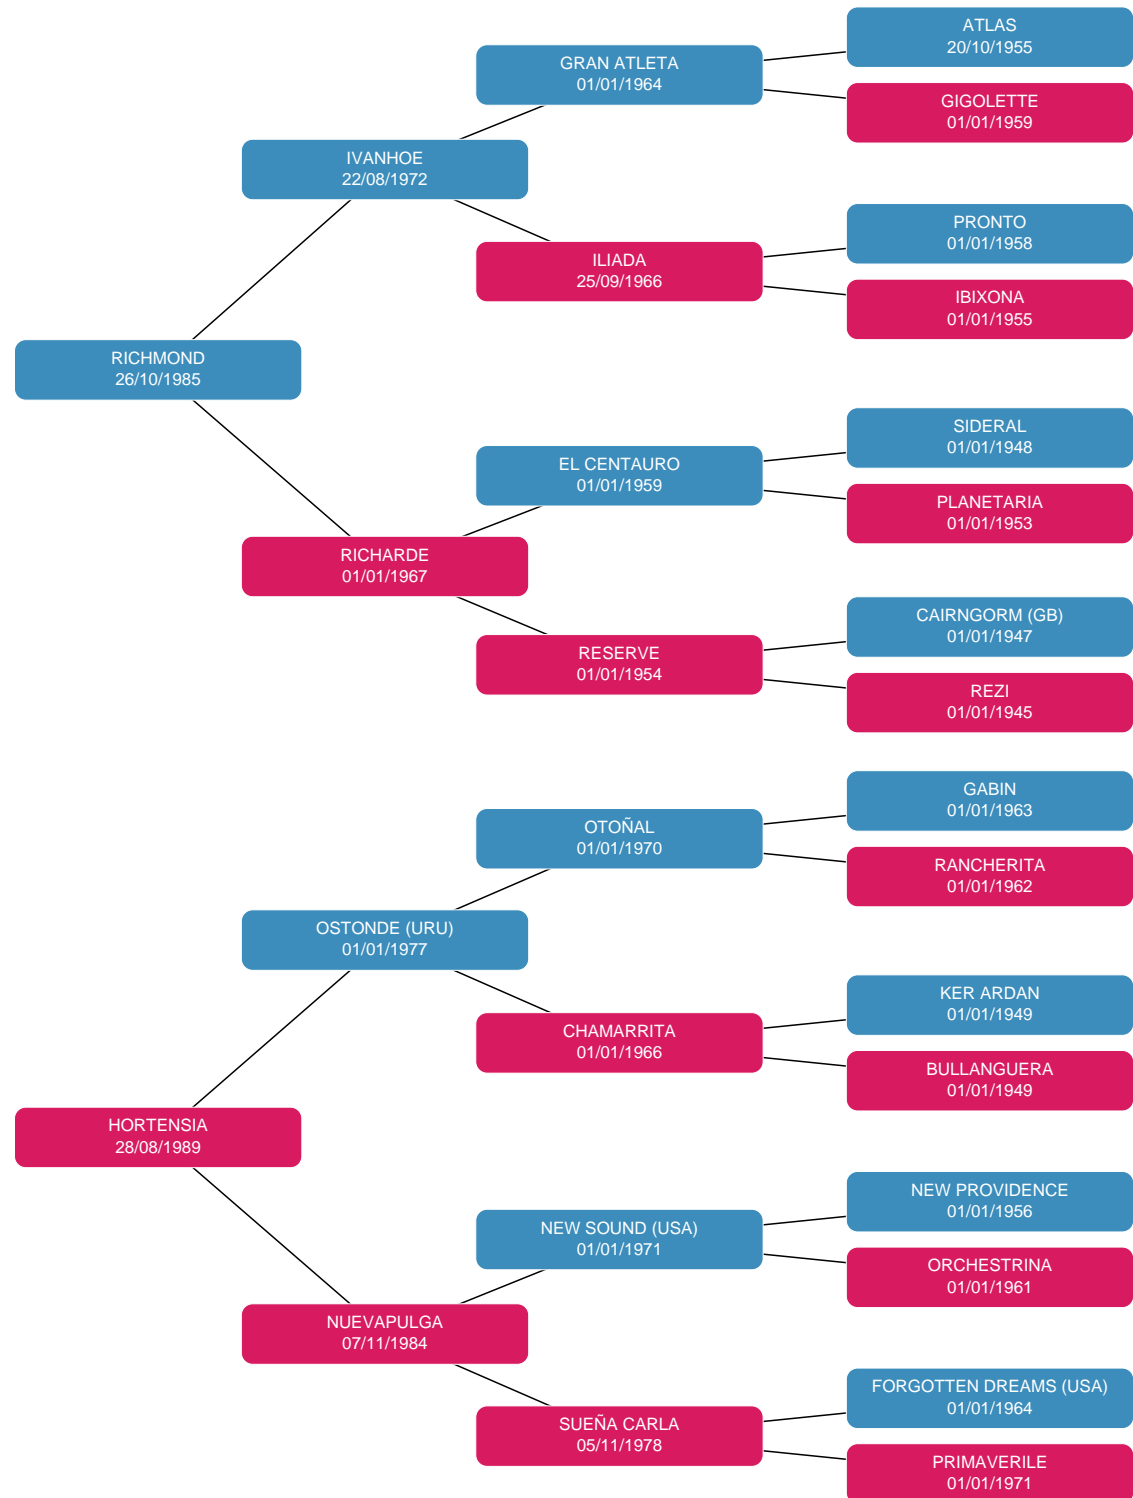 ATLAS
20/10/1955
GRAN ATLETA
01/01/1964
GIGOLETTE
01/01/1959
IVANHOE
22/08/1972
PRONTO
01/01/1958
ILIADA
25/09/1966
IBIXONA
01/01/1955
RICHMOND
26/10/1985
SIDERAL
01/01/1948
EL CENTAURO
01/01/1959
PLANETARIA
01/01/1953
RICHARDE
01/01/1967
CAIRNGORM (GB)
01/01/1947
RESERVE
01/01/1954
REZI
01/01/1945
GABIN
01/01/1963
OTOÑAL
01/01/1970
RANCHERITA
01/01/1962
OSTONDE (URU)
01/01/1977
KER ARDAN
01/01/1949
CHAMARRITA
01/01/1966
BULLANGUERA
01/01/1949
HORTENSIA
28/08/1989
NEW PROVIDENCE
01/01/1956
NEW SOUND (USA)
01/01/1971
ORCHESTRINA
01/01/1961
NUEVAPULGA
07/11/1984
FORGOTTEN DREAMS (USA)
01/01/1964
SUEÑA CARLA
05/11/1978
PRIMAVERILE
01/01/1971